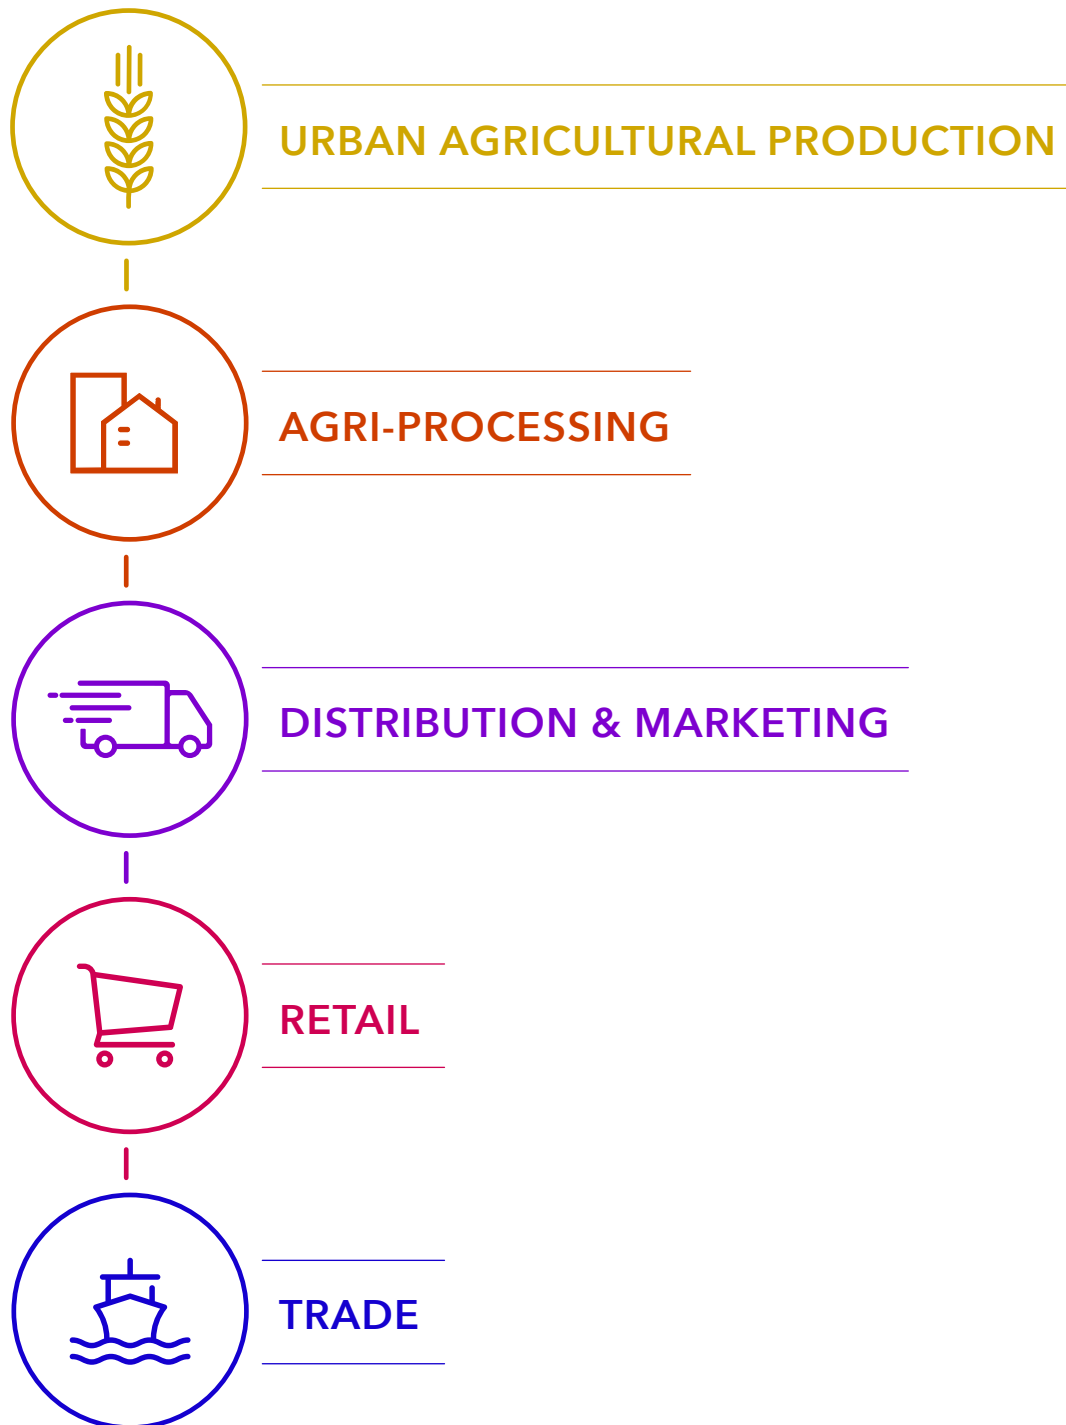 URBAN AGRICULTURAL PRODUCTION
AGRI-PROCESSING
DISTRIBUTION & MARKETING
RETAIL
TRADE